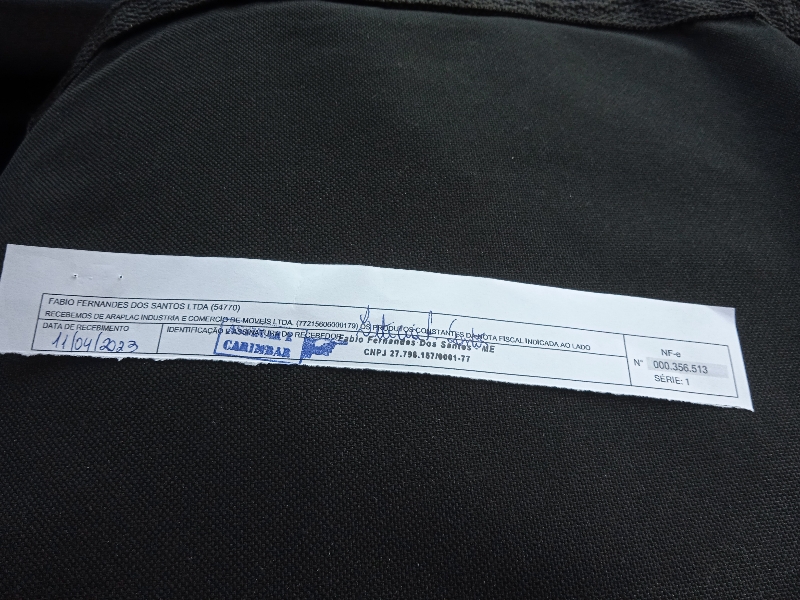 FABIO FERNANDES DOS SANTOS LTDA (54770)
RECEBEMOS DE ARAPLAC INDUSTRIA E COMERCIO DE MOVEIS LTDA. (77215606000179) OS PRODUTOS CONSTANTES DA NOTA FISCAL INDICADA AO LADO
DATA DE RECEBIMENTO
11/04/2023
IDENTIFICAÇÃO E ASSINATURA DO RECEBEDOR
CARIMBAR
Fabio Fernandes Dos Santos - ME
CNPJ 27.796.157/0001-77
NF-e
N° 000.356.513
SÉRIE: 1